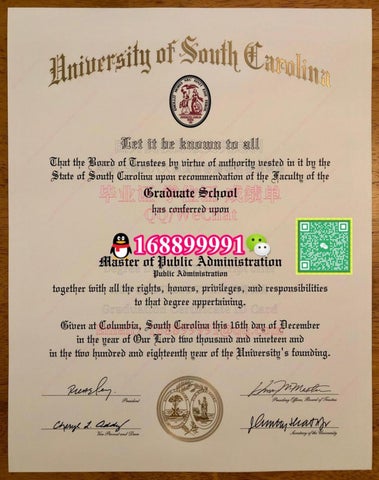 University of South Carolina
Let it be known to all
That the Board of Trustees by virtue of authority vested in it by the
State of South Carolina upon recommendation of the Faculty of the
Graduate School
has conferred upon
168899991
Master of Public Administration
Public Administration
together with all the rights, honors, privileges, and responsibilities
to that degree appertaining.
Given at Columbia, South Carolina this 16th day of December
in the year of Our Lord two thousand and nineteen and
in the two hundred and eighteenth year of the University's founding.
President
Presiding Officer, Board of Trustees
Vice Provost and Dean
Secretary of the University